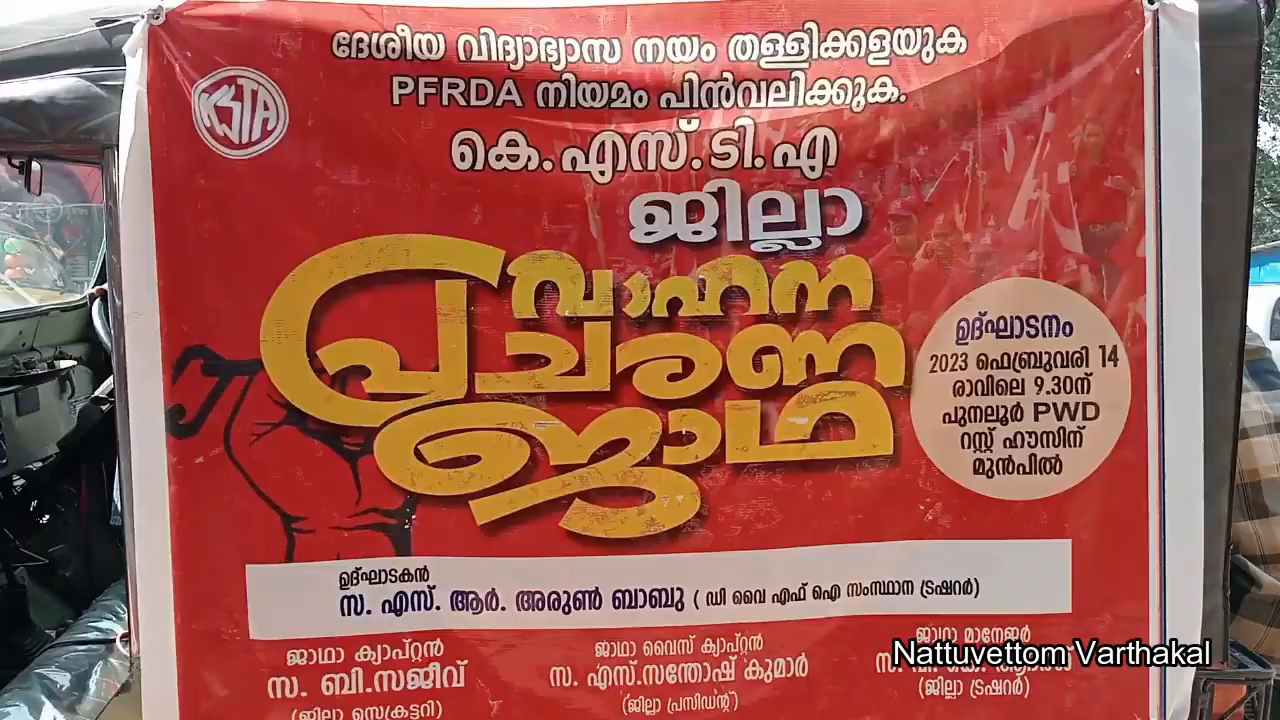 ദേശീയ വിദ്യാഭ്യാസ നയം തള്ളിക്കളയുക
PFRDA നിയമം പിൻവലിക്കുക.
KSTA
കെ.എസ്.ടി.എ
ജില്ലാ
വാഹന
പ്രചരണ
ജാഥ
ഉദ്ഘാടനം
2023 ഫെബ്രുവരി 14
രാവിലെ 9.30ന്
പുനലൂർ PWD
റസ്റ്റ് ഹൗസിന്
മുൻപിൽ
ഉദ്ഘാടകൻ
സ. എസ്. ആർ. അരുൺ ബാബു ( ഡി വൈ എഫ് ഐ സംസ്ഥാന ട്രഷറർ)
ജാഥാ ക്യാപ്റ്റൻ
സ. ബി.സജീവ്
(ജില്ലാ സെക്രട്ടറി)
ജാഥാ വൈസ് ക്യാപ്റ്റൻ
സ. എസ്.സന്തോഷ് കുമാർ
(ജില്ലാ പ്രസിഡന്റ്)
ജാഥാ മാനേജർ
(ജില്ലാ ട്രഷറർ)
Nattuvettom Varthakal